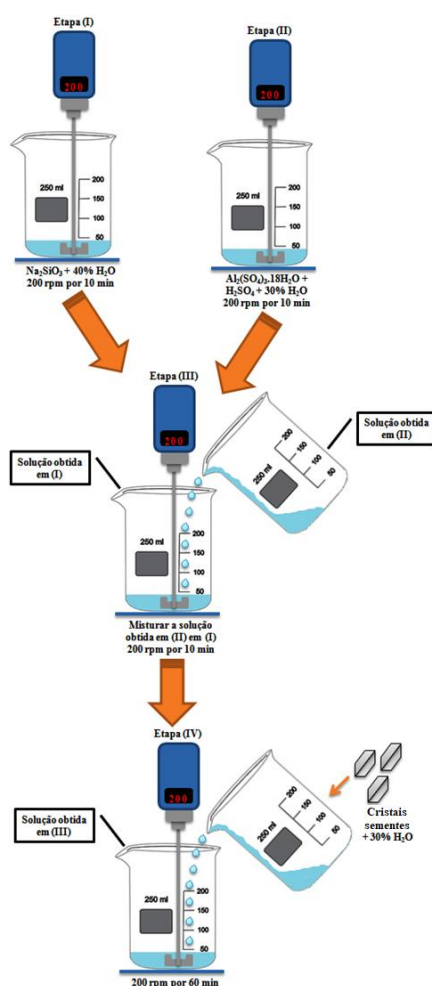 Etapa (I)
200
250 ml
200
150
100
50
Na₂SiO₃ + 40% H₂O
200 rpm por 10 min
Etapa (II)
200
250 ml
200
150
100
50
Al₂(SO₄)₃.18H₂O +
H₂SO₄ + 30% H₂O
200 rpm por 10 min
Etapa (III)
200
Solução obtida
em (I)
250 ml
200
150
100
50
Solução obtida
em (II)
250 ml
200
150
100
50
Misturar a solução
obtida em (II) em (I)
200 rpm por 10 min
Etapa (IV)
200
Solução obtida
em (III)
250 ml
200
150
100
50
250 ml
200
150
100
50
Cristais
sementes
+ 30% H₂O
200 rpm por 60 min